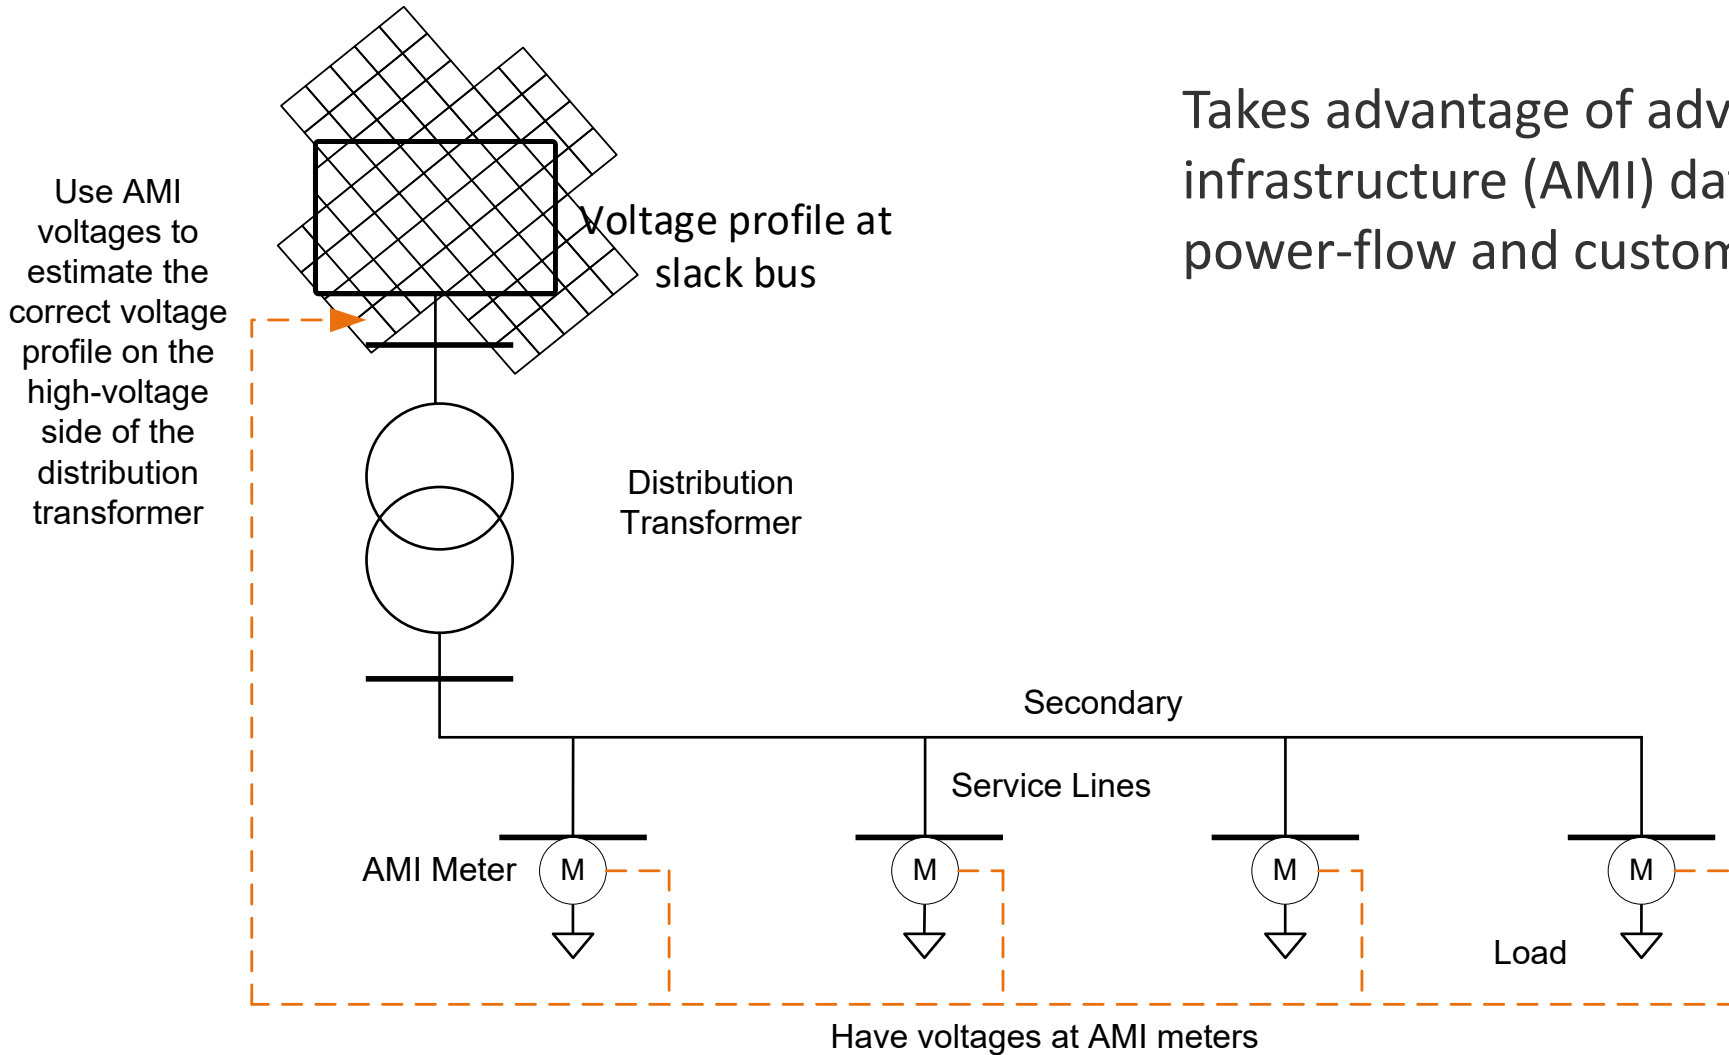 Takes advantage of adv
infrastructure (AMI) da
power-flow and custom
Use AMI
voltages to
estimate the
correct voltage
profile on the
high-voltage
side of the
distribution
transformer
Voltage profile at
slack bus
Distribution
Transformer
Secondary
Service Lines
AMI Meter
M
M
M
M
Load
Have voltages at AMI meters